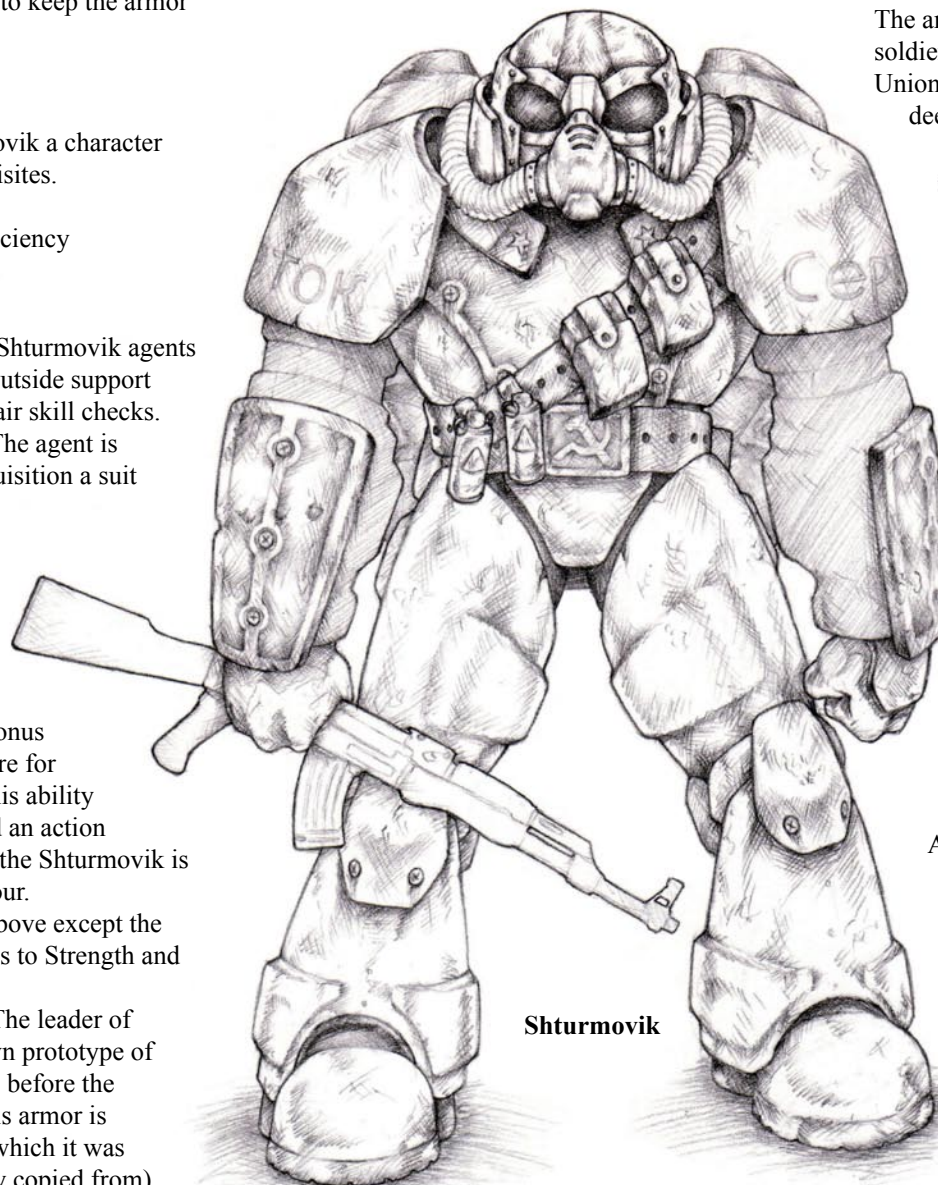 to keep the armor
ovik a character
isites.
ciency
Shturmovik agents
utside support
air skill checks.
The agent is
uisition a suit
onus
re for
is ability
l an action
the Shturmovik is
our.
bove except the
s to Strength and
The leader of
n prototype of
before the
is armor is
which it was
y copied from)
The ar
soldie
Union
dec
ток
Сер
A
Shturmovik